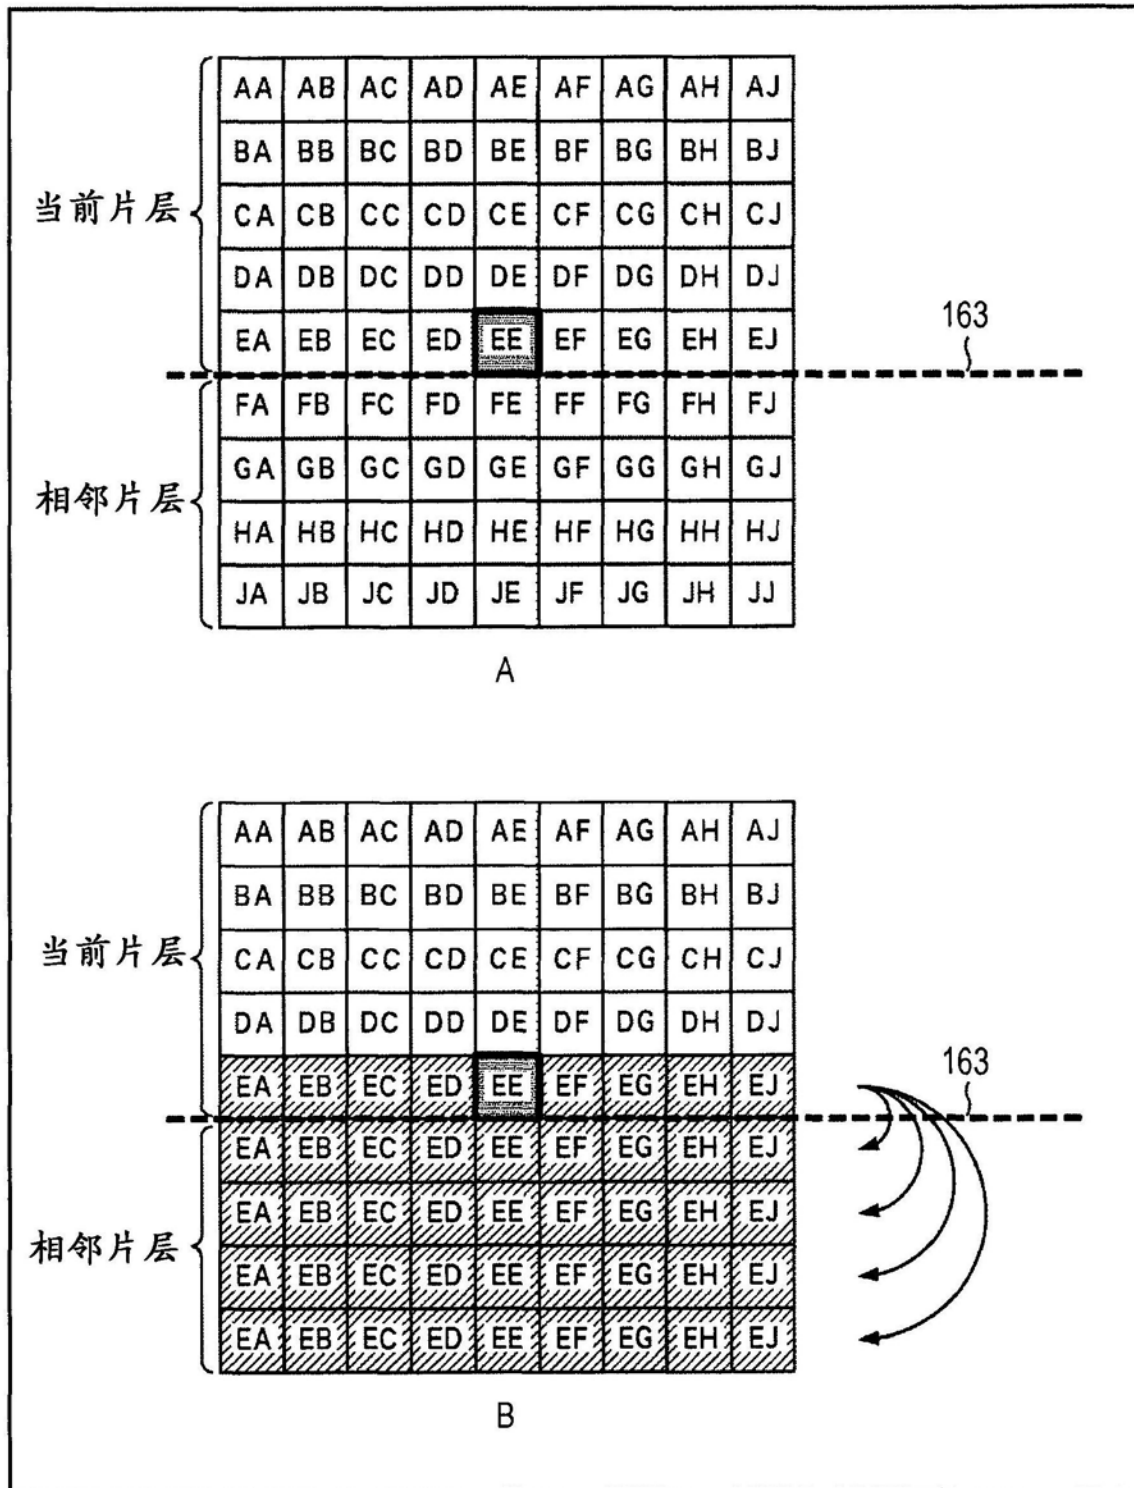 AA AB AC AD AE AF AG AH AJ
BA BB BC BD BE BF BG BH BJ
当前片层 CA CB CC CD CE CF CG CH CJ
DA DB DC DD DE DF DG DH DJ
EA EB EC ED EE EF EG EH EJ
163
FA FB FC FD FE FF FG FH FJ
GA GB GC GD GE GF GG GH GJ
相邻片层
HA HB HC HD HE HF HG HH HJ
JA JB JC JD JE JF JG JH JJ
A
AA AB AC AD AE AF AG AH AJ
BA BB BC BD BE BF BG BH BJ
当前片层 CA CB CC CD CE CF CG CH CJ
DA DB DC DD DE DF DG DH DJ
EA EB EC ED EE EF EG EH EJ
163
EA EB EC ED EE EF EG EH EJ
EA EB EC ED EE EF EG EH EJ
相邻片层
EA EB EC ED EE EF EG EH EJ
EA EB EC ED EE EF EG EH EJ
B